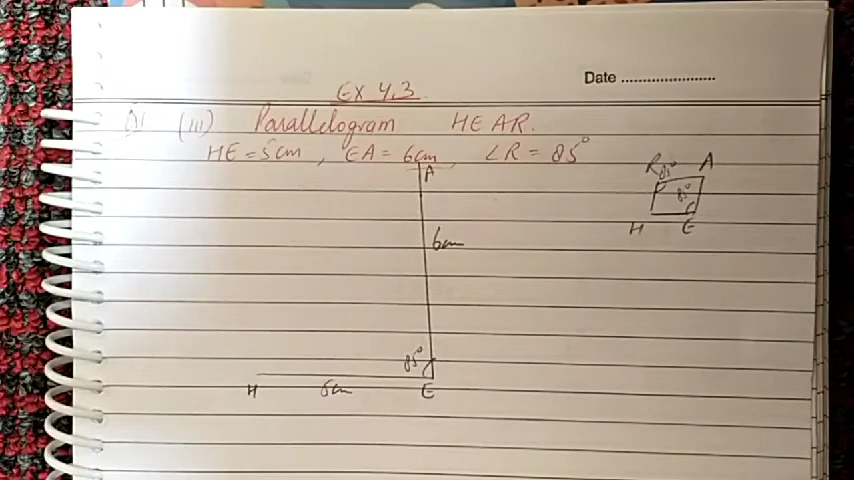 Date ........................
Ex 4.3
Q1 (iii) Parallelogram HEAR.
HE = 5cm, EA = 6cm, ∠R = 85°
R 85° A
85°
H E
A
6cm
85°
H 5cm E